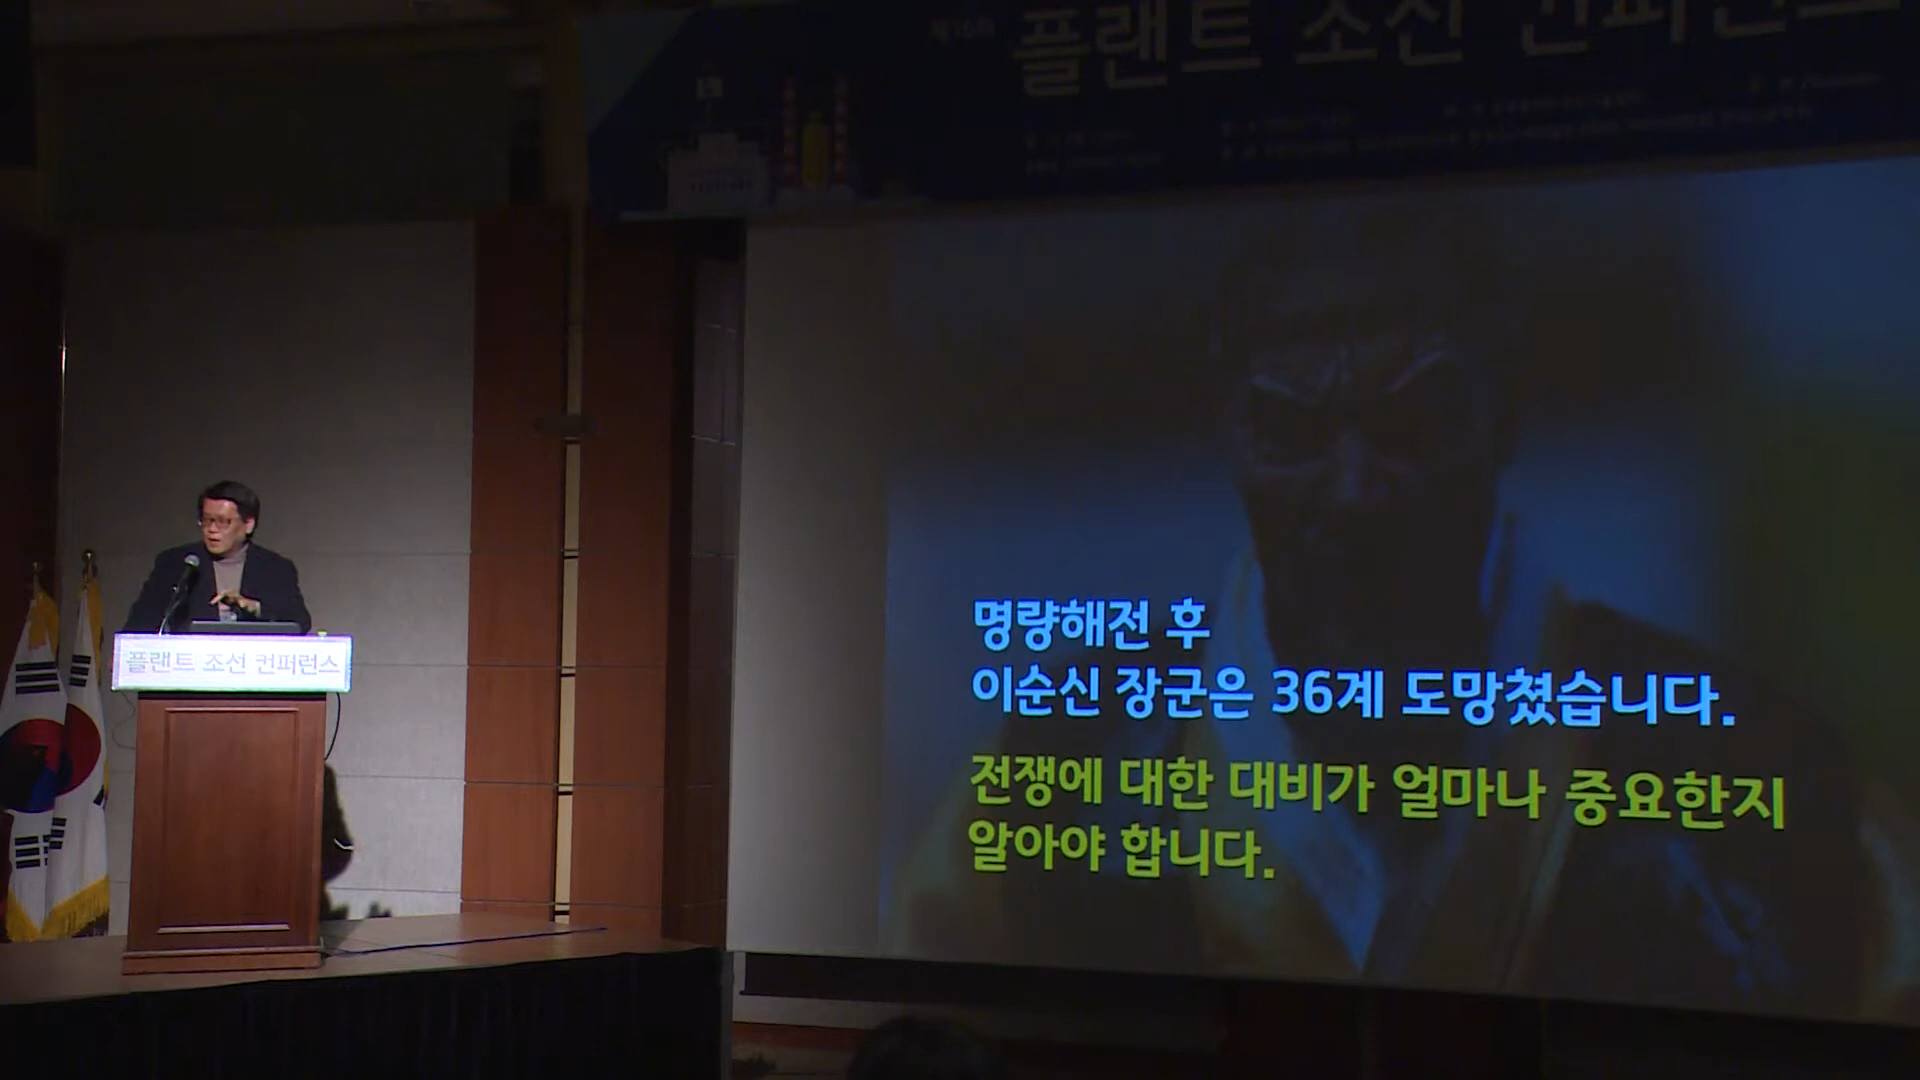 플랜트 조선 컨퍼런스
명량해전 후
이순신 장군은 36계 도망쳤습니다.
전쟁에 대한 대비가 얼마나 중요한지
알아야 합니다.
플랜트 조선 컨퍼런스